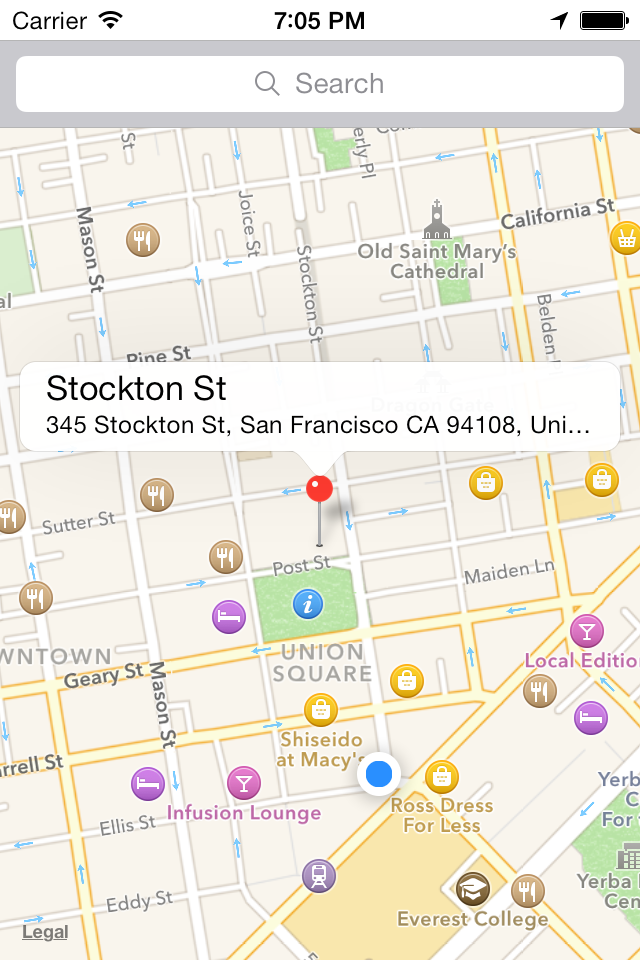 Carrier
7:05 PM
Search
St
erly Pl
Joice St
Mason St
California St
Old Saint Mary's
Cathedral
Stockton St
Belden
al
Pine St
Stockton St
345 Stockton St, San Francisco CA 94108, Uni…
Sutter St
Post St
Maiden Ln
WNTOWN
UNION
SQUARE
Geary St
Mason St
Local Editio
Shiseido
at Macy's
rrell St
Infusion Lounge
Ross Dress
For Less
Yerb
C
For
Ellis St
Yerba
Cen
Eddy St
Everest College
Legal